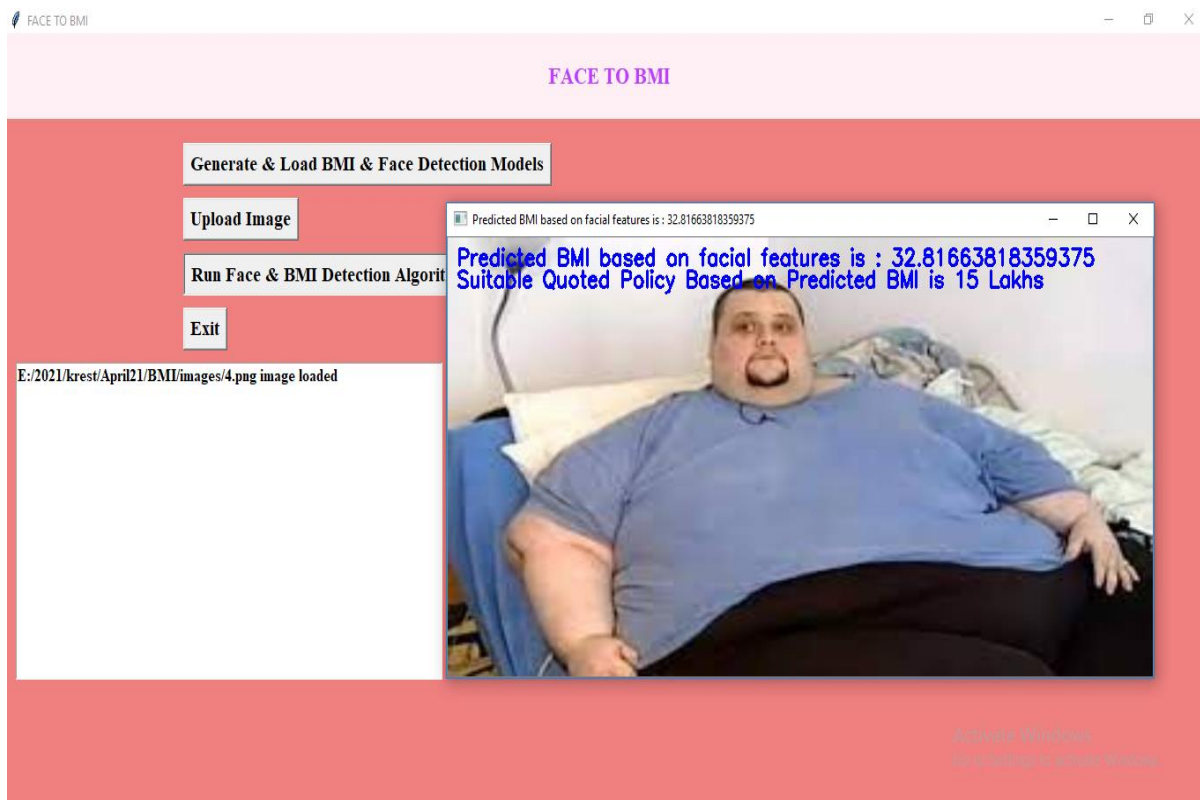 FACE TO BMI
FACE TO BMI
Generate & Load BMI & Face Detection Models
Upload Image
Run Face & BMI Detection Algorit
Exit
E:/2021/krest/April21/BMI/images/4.png image loaded
Predicted BMI based on facial features is : 32.81663818359375
Predicted BMI based on facial features is : 32.81663818359375
Suitable Quoted Policy Based on Predicted BMI is 15 Lakhs
Activate Windows